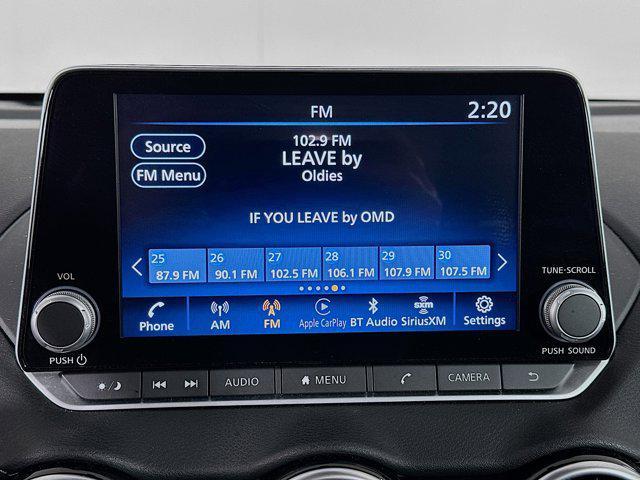 FM
2:20
Source
FM Menu
102.9 FM
LEAVE by
Oldies
IF YOU LEAVE by OMD
25 26 27 28 29 30
87.9 FM 90.1 FM 102.5 FM 106.1 FM 107.9 FM 107.5 FM
Phone AM FM Apple CarPlay BT Audio SiriusXM Settings
sxm
VOL
PUSH
TUNE·SCROLL
PUSH SOUND
AUDIO MENU CAMERA